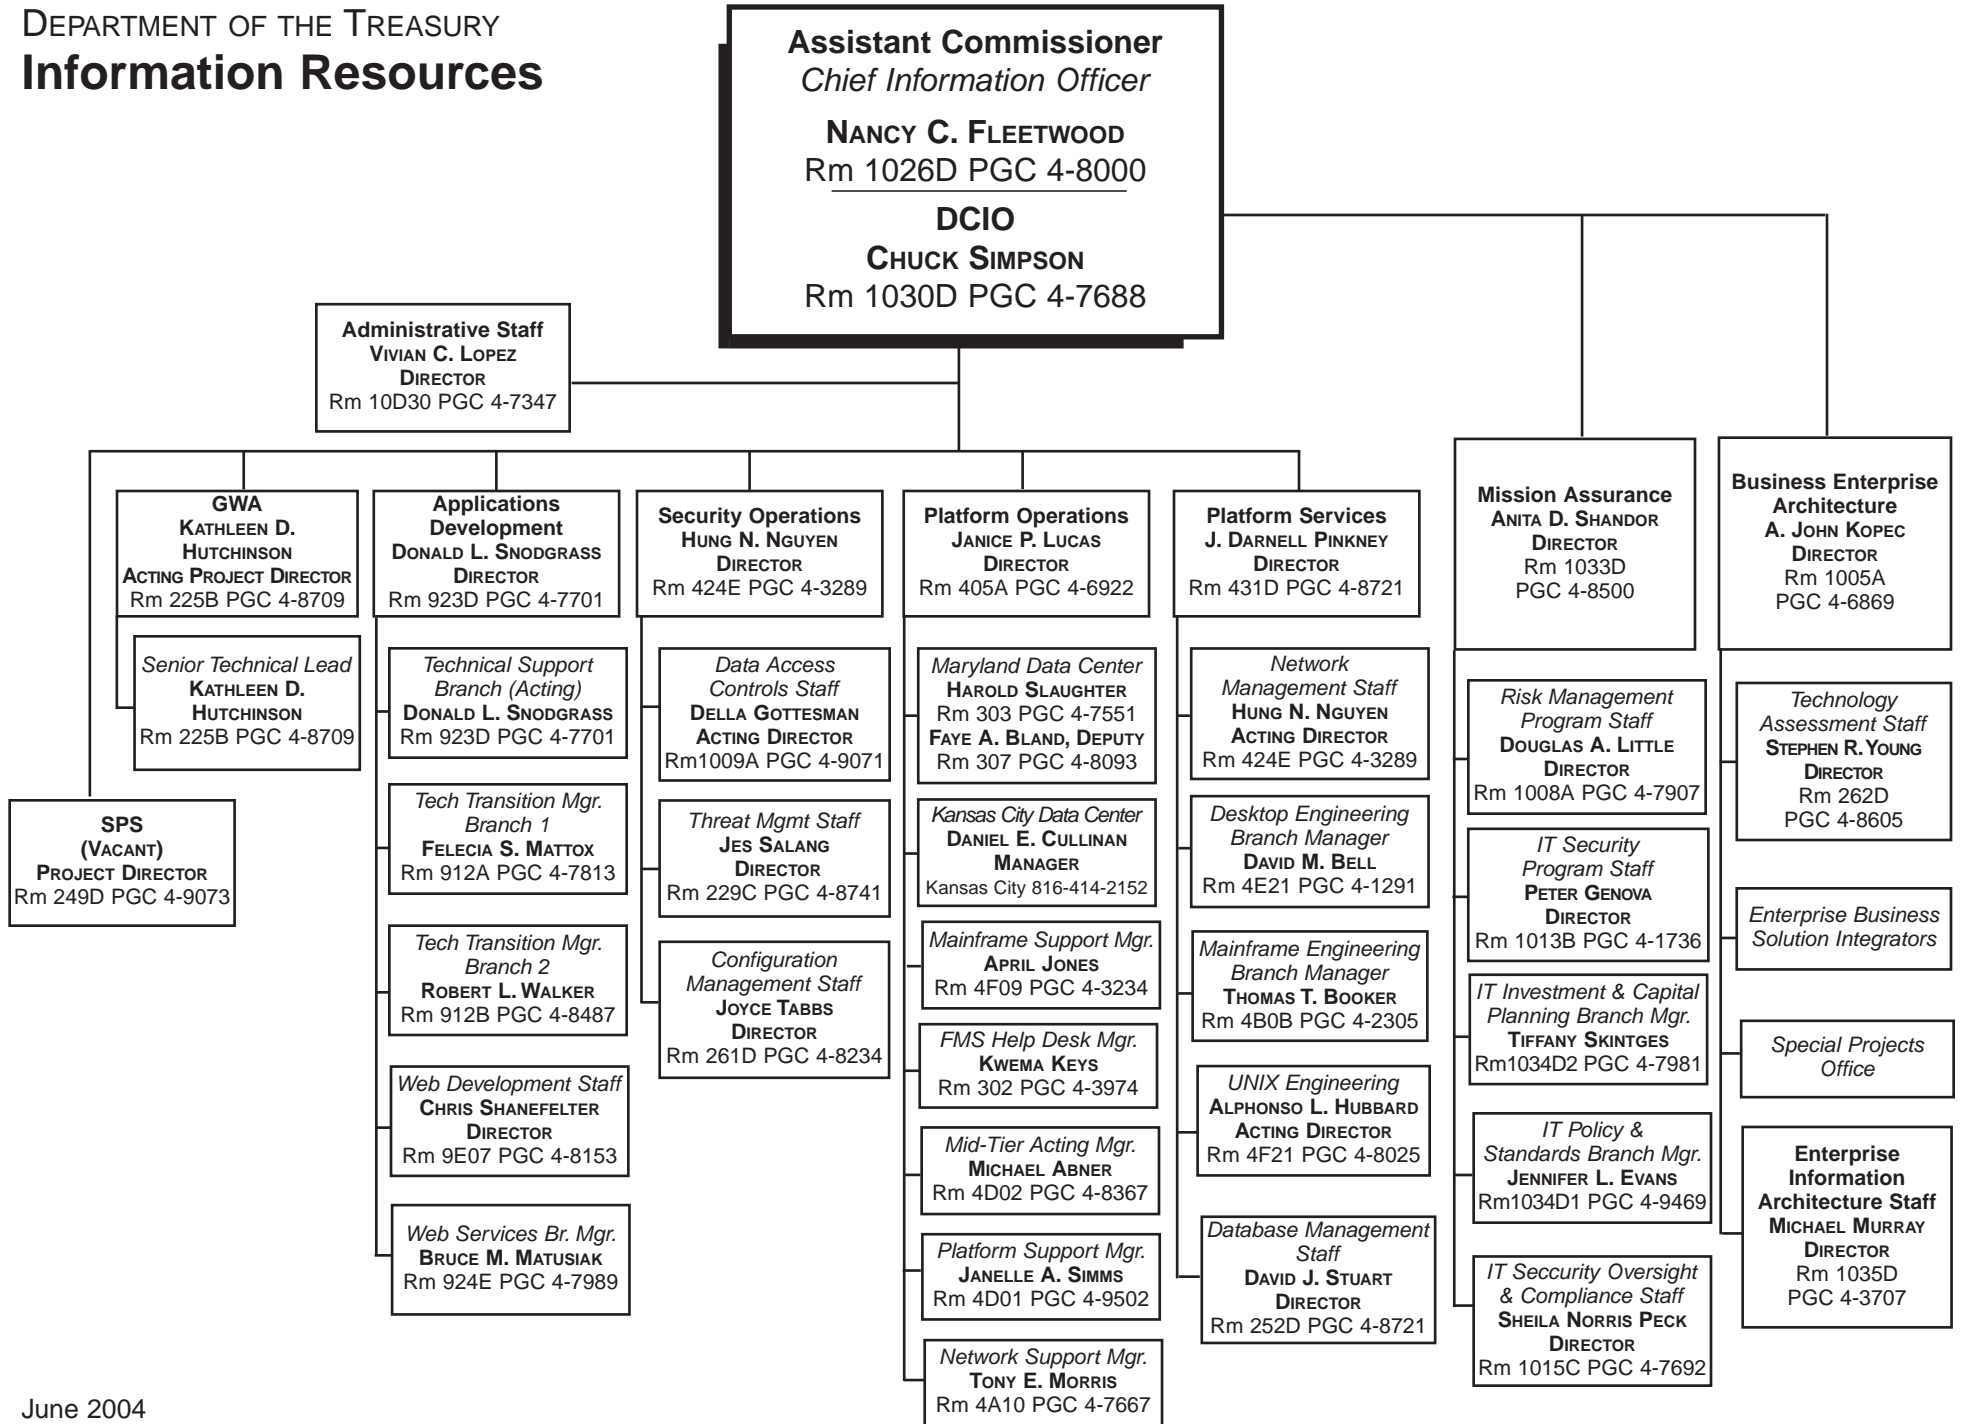 DEPARTMENT OF THE TREASURY
Information Resources
Assistant Commissioner
Chief Information Officer
NANCY C. FLEETWOOD
Rm 1026D PGC 4-8000
DCIO
CHUCK SIMPSON
Rm 1030D PGC 4-7688
Administrative Staff
VIVIAN C. LOPEZ
DIRECTOR
Rm 10D30 PGC 4-7347
GWA
KATHLEEN D.
HUTCHINSON
ACTING PROJECT DIRECTOR
Rm 225B PGC 4-8709
Senior Technical Lead
KATHLEEN D.
HUTCHINSON
Rm 225B PGC 4-8709
SPS
(VACANT)
PROJECT DIRECTOR
Rm 249D PGC 4-9073
Applications
Development
DONALD L. SNODGRASS
DIRECTOR
Rm 923D PGC 4-7701
Technical Support
Branch (Acting)
DONALD L. SNODGRASS
Rm 923D PGC 4-7701
Tech Transition Mgr.
Branch 1
FELECIA S. MATTOX
Rm 912A PGC 4-7813
Tech Transition Mgr.
Branch 2
ROBERT L. WALKER
Rm 912B PGC 4-8487
Web Development Staff
CHRIS SHANEFELTER
DIRECTOR
Rm 9E07 PGC 4-8153
Web Services Br. Mgr.
BRUCE M. MATUSIAK
Rm 924E PGC 4-7989
Security Operations
HUNG N. NGUYEN
DIRECTOR
Rm 424E PGC 4-3289
Data Access
Controls Staff
DELLA GOTTESMAN
ACTING DIRECTOR
Rm1009A PGC 4-9071
Threat Mgmt Staff
JES SALANG
DIRECTOR
Rm 229C PGC 4-8741
Configuration
Management Staff
JOYCE TABBS
DIRECTOR
Rm 261D PGC 4-8234
Platform Operations
JANICE P. LUCAS
DIRECTOR
Rm 405A PGC 4-6922
Maryland Data Center
HAROLD SLAUGHTER
Rm 303 PGC 4-7551
FAYE A. BLAND, DEPUTY
Rm 307 PGC 4-8093
Kansas City Data Center
DANIEL E. CULLINAN
MANAGER
Kansas City 816-414-2152
Mainframe Support Mgr.
APRIL JONES
Rm 4F09 PGC 4-3234
FMS Help Desk Mgr.
KWEMA KEYS
Rm 302 PGC 4-3974
Mid-Tier Acting Mgr.
MICHAEL ABNER
Rm 4D02 PGC 4-8367
Platform Support Mgr.
JANELLE A. SIMMS
Rm 4D01 PGC 4-9502
Network Support Mgr.
TONY E. MORRIS
Rm 4A10 PGC 4-7667
Platform Services
J. DARNELL PINKNEY
DIRECTOR
Rm 431D PGC 4-8721
Network
Management Staff
HUNG N. NGUYEN
ACTING DIRECTOR
Rm 424E PGC 4-3289
Desktop Engineering
Branch Manager
DAVID M. BELL
Rm 4E21 PGC 4-1291
Mainframe Engineering
Branch Manager
THOMAS T. BOOKER
Rm 4B0B PGC 4-2305
UNIX Engineering
ALPHONSO L. HUBBARD
ACTING DIRECTOR
Rm 4F21 PGC 4-8025
Database Management
Staff
DAVID J. STUART
DIRECTOR
Rm 252D PGC 4-8721
Mission Assurance
ANITA D. SHANDOR
DIRECTOR
Rm 1033D
PGC 4-8500
Risk Management
Program Staff
DOUGLAS A. LITTLE
DIRECTOR
Rm 1008A PGC 4-7907
IT Security
Program Staff
PETER GENOVA
DIRECTOR
Rm 1013B PGC 4-1736
IT Investment & Capital
Planning Branch Mgr.
TIFFANY SKINTGES
Rm1034D2 PGC 4-7981
IT Policy &
Standards Branch Mgr.
JENNIFER L. EVANS
Rm1034D1 PGC 4-9469
IT Seccurity Oversight
& Compliance Staff
SHEILA NORRIS PECK
DIRECTOR
Rm 1015C PGC 4-7692
Business Enterprise
Architecture
A. JOHN KOPEC
DIRECTOR
Rm 1005A
PGC 4-6869
Technology
Assessment Staff
STEPHEN R. YOUNG
DIRECTOR
Rm 262D
PGC 4-8605
Enterprise Business
Solution Integrators
Special Projects
Office
Enterprise
Information
Architecture Staff
MICHAEL MURRAY
DIRECTOR
Rm 1035D
PGC 4-3707
June 2004